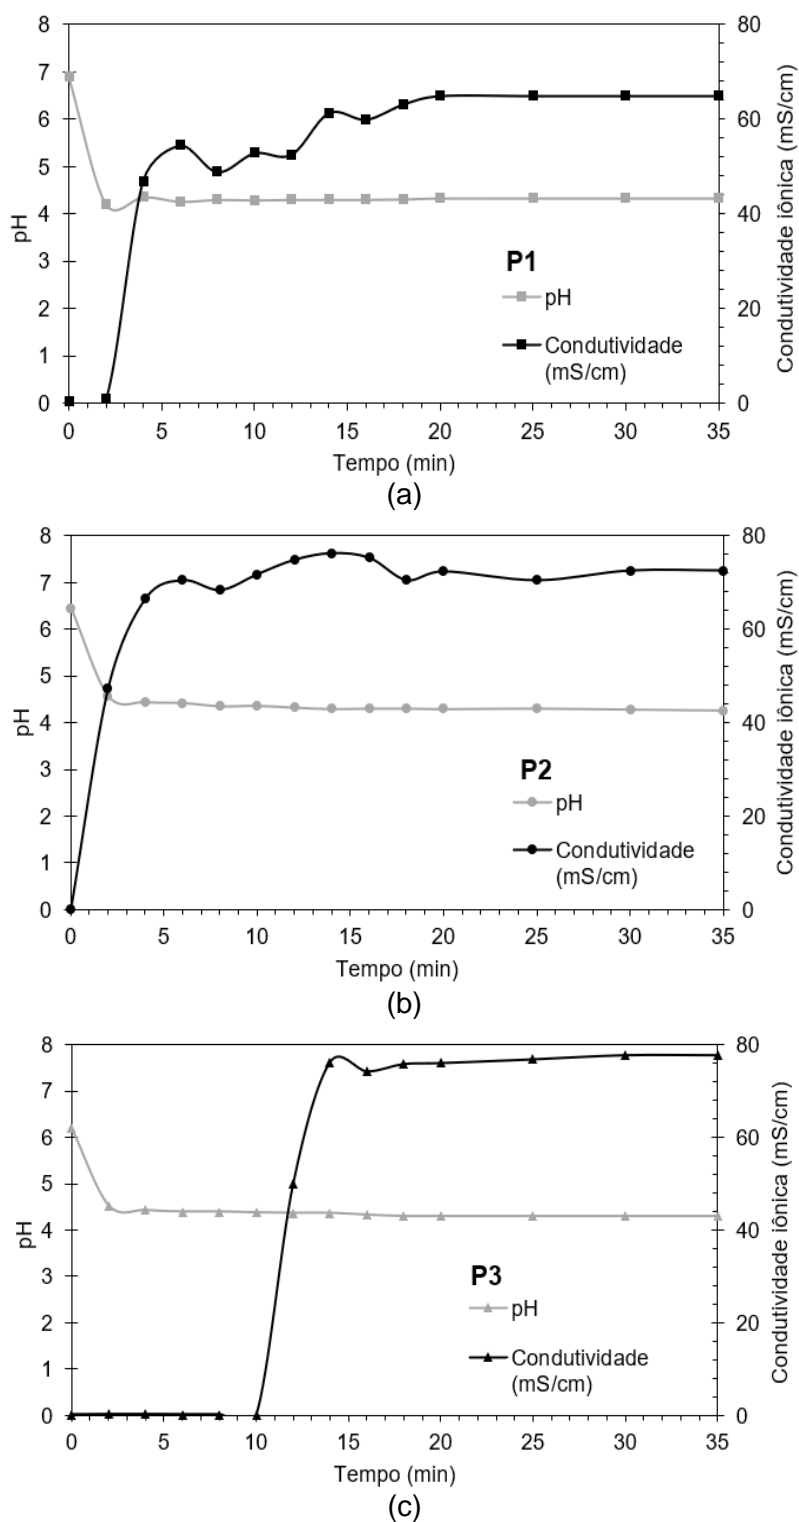 8
80
7
6
60
5
4
40
3
2
20
1
0
0
pH
Condutividade iônica (mS/cm)
P1
pH
Condutividade
(mS/cm)
0 5 10 15 20 25 30 35
Tempo (min)
(a)
8
80
7
6
60
5
4
40
3
2
20
1
0
0
pH
Condutividade iônica (mS/cm)
P2
pH
Condutividade
(mS/cm)
0 5 10 15 20 25 30 35
Tempo (min)
(b)
8
80
7
6
60
5
4
40
3
2
20
1
0
0
pH
Condutividade iônica (mS/cm)
P3
pH
Condutividade
(mS/cm)
0 5 10 15 20 25 30 35
Tempo (min)
(c)